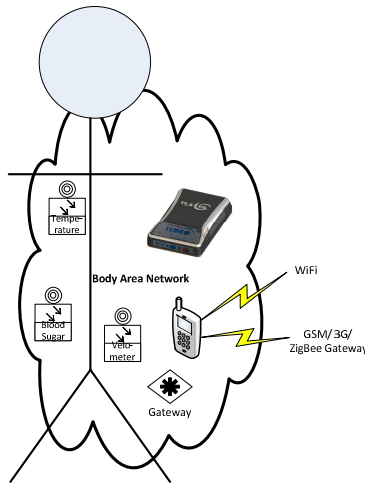 Tempe-
rature
Body Area Network
WiFi
Blood
Sugar
Velo-
meter
GSM/3G/
ZigBee Gateway
Gateway